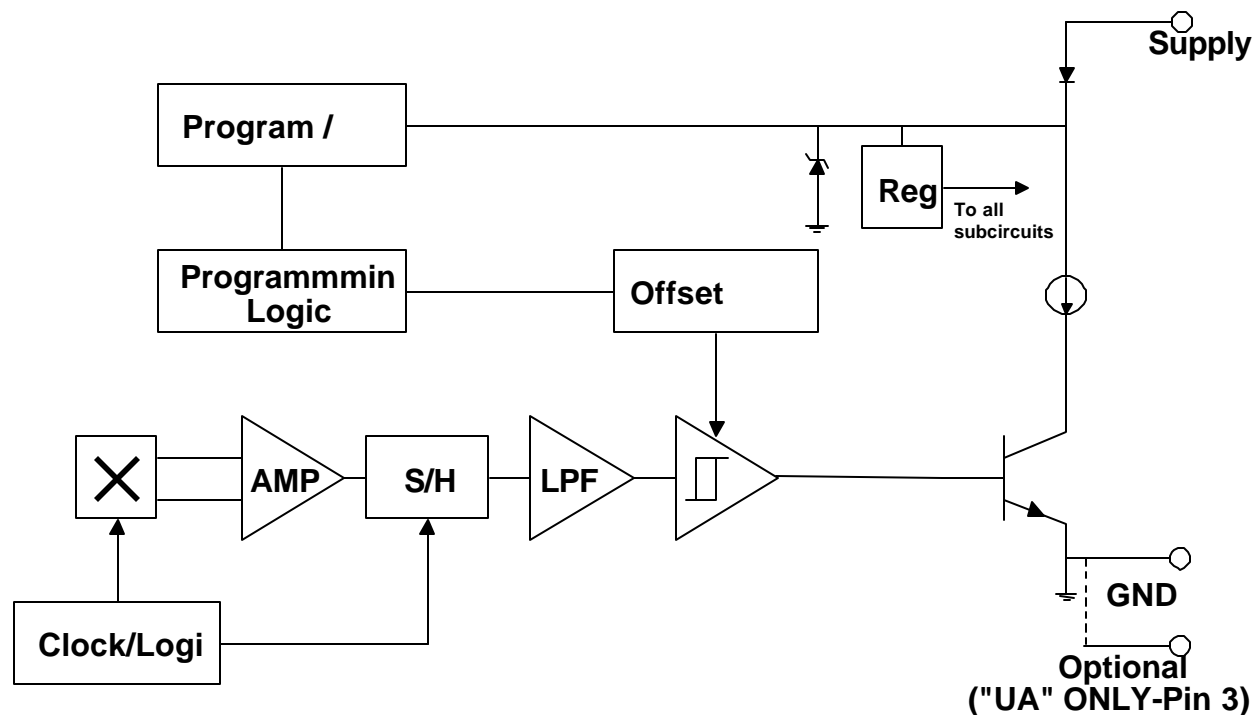 Supply
Program /
Reg
To all
subcircuits
Programmmin
Logic
Offset
AMP
S/H
LPF
GND
Clock/Logi
Optional
("UA" ONLY-Pin 3)